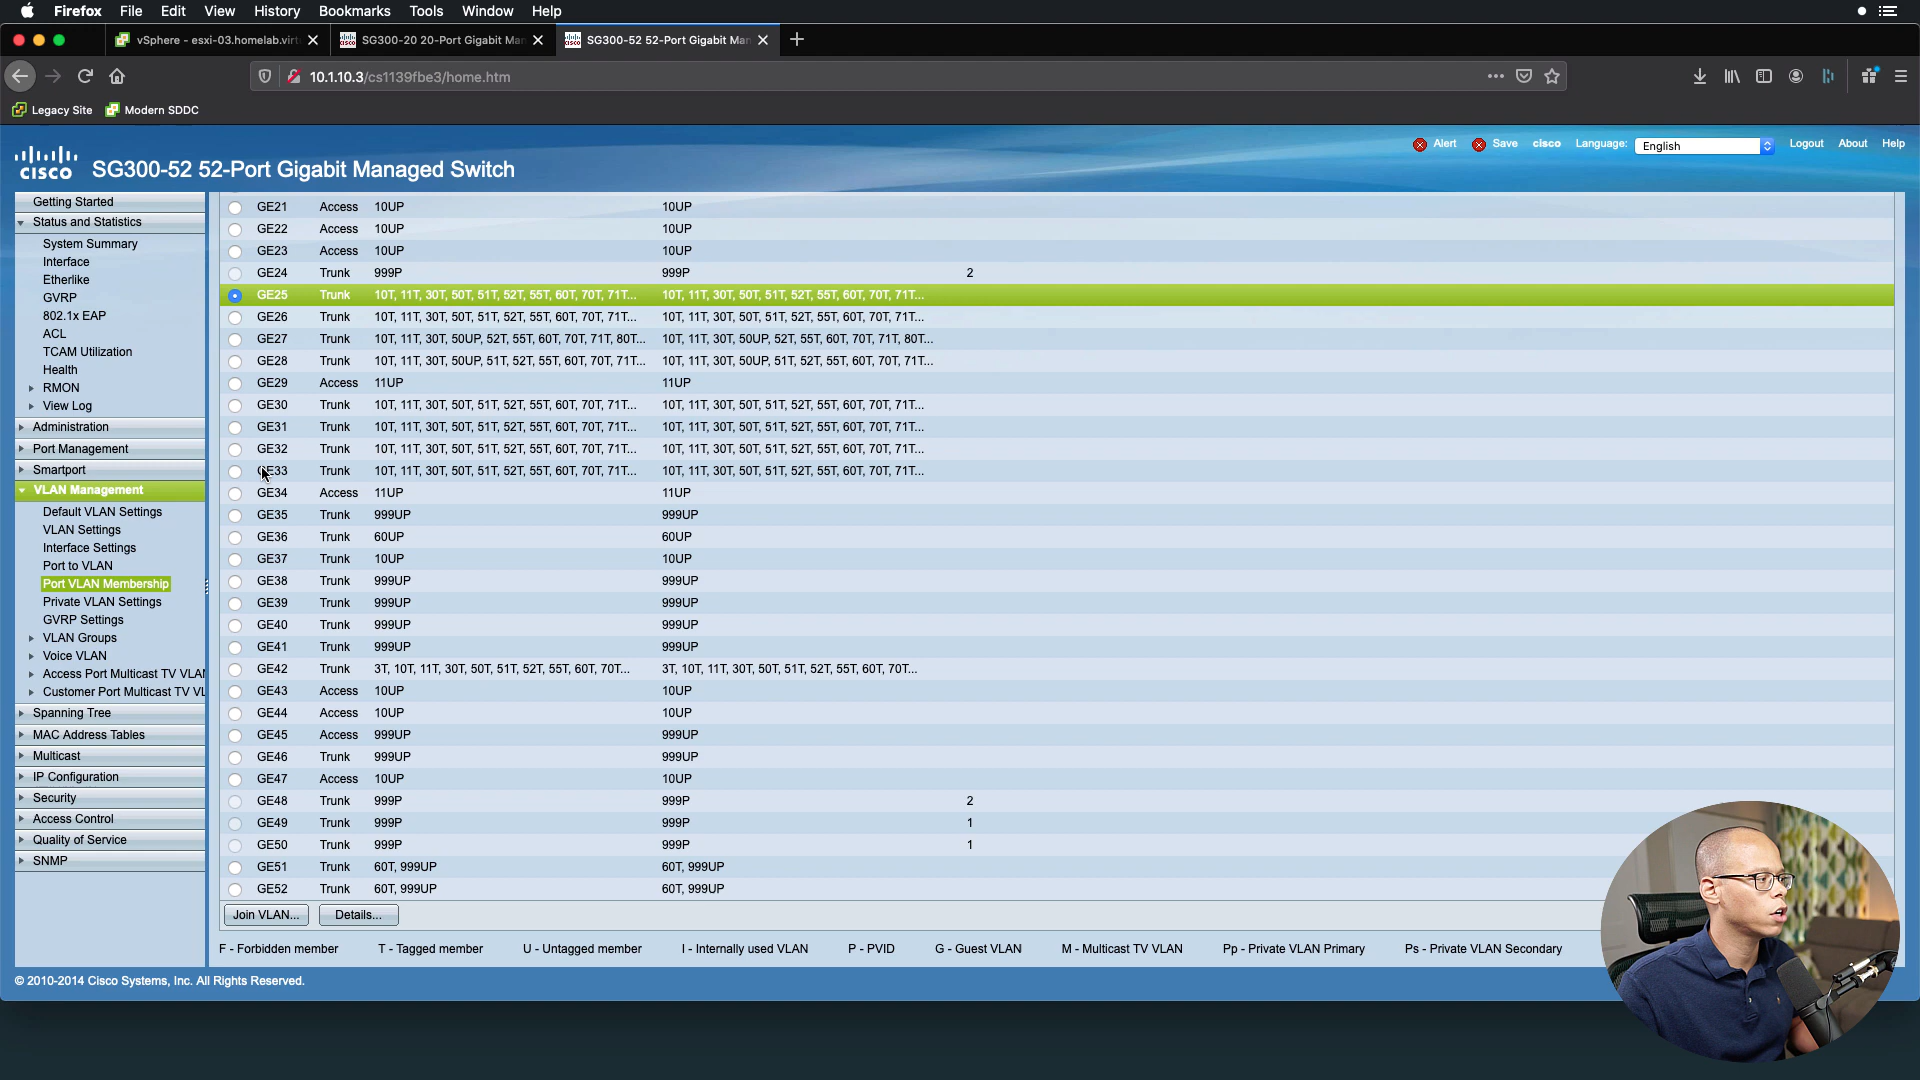 Firefox File Edit View History Bookmarks Tools Window Help
vSphere - esxi-03.homelab.virt SG300-20 20-Port Gigabit Man SG300-52 52-Port Gigabit Man
10.1.10.3/cs1139fbe3/home.htm
Legacy Site Modern SDDC
cisco SG300-52 52-Port Gigabit Managed Switch
Alert Save cisco Language: English Logout About Help
Getting Started
Status and Statistics
System Summary
Interface
Etherlike
GVRP
802.1x EAP
ACL
TCAM Utilization
Health
RMON
View Log
Administration
Port Management
Smartport
VLAN Management
Default VLAN Settings
VLAN Settings
Interface Settings
Port to VLAN
Port VLAN Membership
Private VLAN Settings
GVRP Settings
VLAN Groups
Voice VLAN
Access Port Multicast TV VLAN
Customer Port Multicast TV VL
Spanning Tree
MAC Address Tables
Multicast
IP Configuration
Security
Access Control
Quality of Service
SNMP
GE21 Access 10UP 10UP
GE22 Access 10UP 10UP
GE23 Access 10UP 10UP
GE24 Trunk 999P 999P 2
GE25 Trunk 10T, 11T, 30T, 50T, 51T, 52T, 55T, 60T, 70T, 71T... 10T, 11T, 30T, 50T, 51T, 52T, 55T, 60T, 70T, 71T...
GE26 Trunk 10T, 11T, 30T, 50T, 51T, 52T, 55T, 60T, 70T, 71T... 10T, 11T, 30T, 50T, 51T, 52T, 55T, 60T, 70T, 71T...
GE27 Trunk 10T, 11T, 30T, 50UP, 52T, 55T, 60T, 70T, 71T, 80T... 10T, 11T, 30T, 50UP, 52T, 55T, 60T, 70T, 71T, 80T...
GE28 Trunk 10T, 11T, 30T, 50UP, 51T, 52T, 55T, 60T, 70T, 71T... 10T, 11T, 30T, 50UP, 51T, 52T, 55T, 60T, 70T, 71T...
GE29 Access 11UP 11UP
GE30 Trunk 10T, 11T, 30T, 50T, 51T, 52T, 55T, 60T, 70T, 71T... 10T, 11T, 30T, 50T, 51T, 52T, 55T, 60T, 70T, 71T...
GE31 Trunk 10T, 11T, 30T, 50T, 51T, 52T, 55T, 60T, 70T, 71T... 10T, 11T, 30T, 50T, 51T, 52T, 55T, 60T, 70T, 71T...
GE32 Trunk 10T, 11T, 30T, 50T, 51T, 52T, 55T, 60T, 70T, 71T... 10T, 11T, 30T, 50T, 51T, 52T, 55T, 60T, 70T, 71T...
GE33 Trunk 10T, 11T, 30T, 50T, 51T, 52T, 55T, 60T, 70T, 71T... 10T, 11T, 30T, 50T, 51T, 52T, 55T, 60T, 70T, 71T...
GE34 Access 11UP 11UP
GE35 Trunk 999UP 999UP
GE36 Trunk 60UP 60UP
GE37 Trunk 10UP 10UP
GE38 Trunk 999UP 999UP
GE39 Trunk 999UP 999UP
GE40 Trunk 999UP 999UP
GE41 Trunk 999UP 999UP
GE42 Trunk 3T, 10T, 11T, 30T, 50T, 51T, 52T, 55T, 60T, 70T... 3T, 10T, 11T, 30T, 50T, 51T, 52T, 55T, 60T, 70T...
GE43 Access 10UP 10UP
GE44 Access 10UP 10UP
GE45 Access 999UP 999UP
GE46 Trunk 999UP 999UP
GE47 Access 10UP 10UP
GE48 Trunk 999P 999P 2
GE49 Trunk 999P 999P 1
GE50 Trunk 999P 999P 1
GE51 Trunk 60T, 999UP 60T, 999UP
GE52 Trunk 60T, 999UP 60T, 999UP
Join VLAN... Details...
F - Forbidden member T - Tagged member U - Untagged member I - Internally used VLAN P - PVID G - Guest VLAN M - Multicast TV VLAN Pp - Private VLAN Primary Ps - Private VLAN Secondary
© 2010-2014 Cisco Systems, Inc. All Rights Reserved.